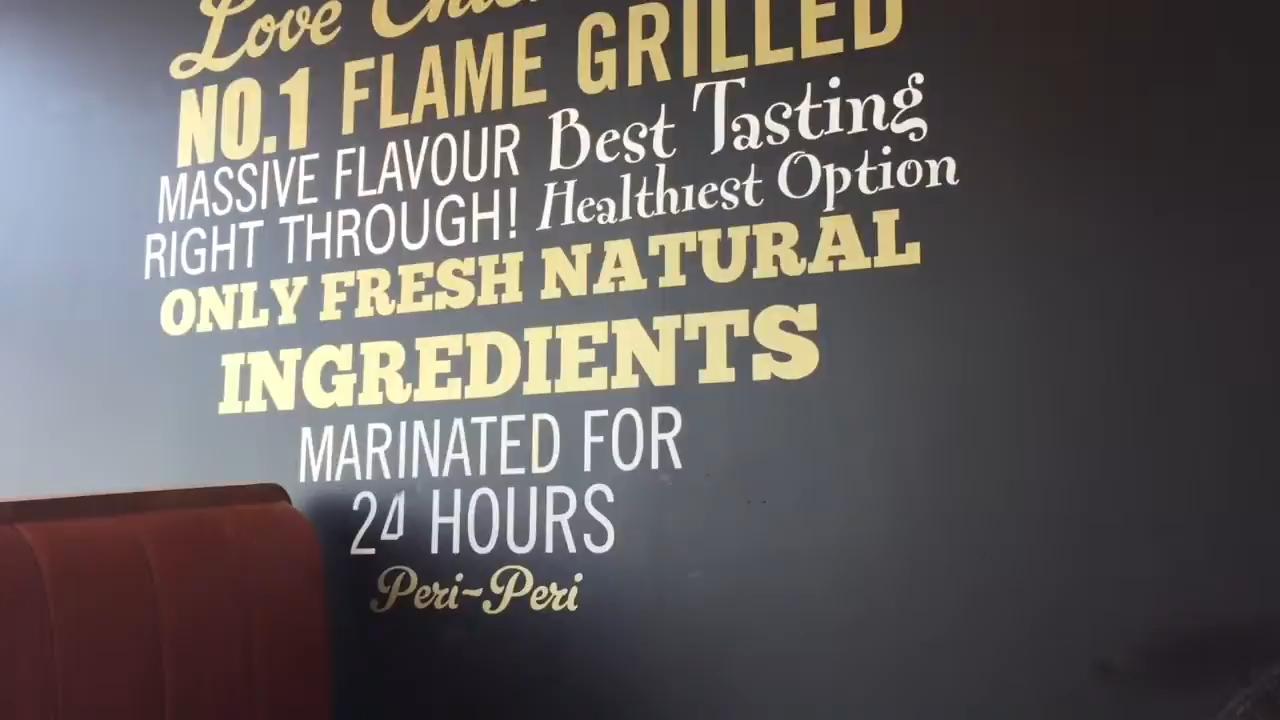 Love
NO.1 FLAME GRILLED
MASSIVE FLAVOUR
RIGHT THROUGH!
Best Tasting
Healthiest Option
ONLY FRESH NATURAL
INGREDIENTS
MARINATED FOR
24 HOURS
Peri-Peri